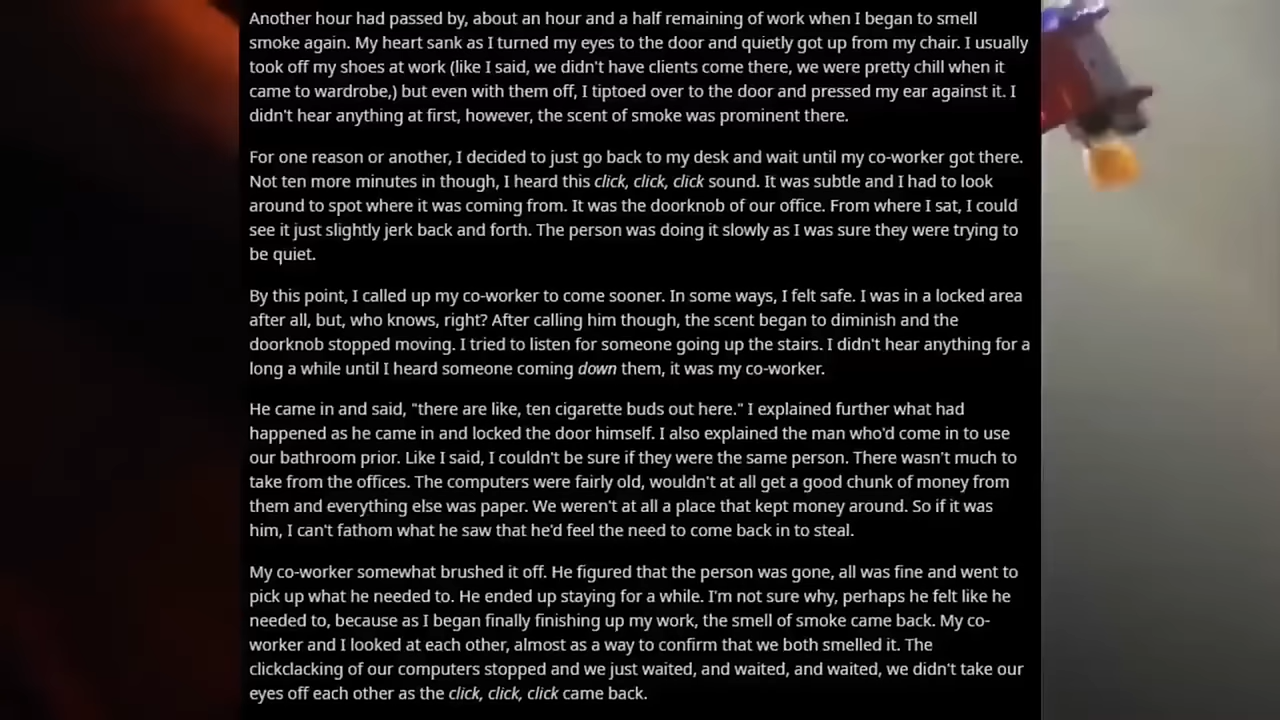 Another hour had passed by, about an hour and a half remaining of work when I began to smell
smoke again. My heart sank as I turned my eyes to the door and quietly got up from my chair. I usually
took off my shoes at work (like I said, we didn't have clients come there, we were pretty chill when it
came to wardrobe,) but even with them off, I tiptoed over to the door and pressed my ear against it. I
didn't hear anything at first, however, the scent of smoke was prominent there.
For one reason or another, I decided to just go back to my desk and wait until my co-worker got there.
Not ten more minutes in though, I heard this click, click, click sound. It was subtle and I had to look
around to spot where it was coming from. It was the doorknob of our office. From where I sat, I could
see it just slightly jerk back and forth. The person was doing it slowly as I was sure they were trying to
be quiet.
By this point, I called up my co-worker to come sooner. In some ways, I felt safe. I was in a locked area
after all, but, who knows, right? After calling him though, the scent began to diminish and the
doorknob stopped moving. I tried to listen for someone going up the stairs. I didn't hear anything for a
long a while until I heard someone coming down them, it was my co-worker.
He came in and said, "there are like, ten cigarette buds out here." I explained further what had
happened as he came in and locked the door himself. I also explained the man who'd come in to use
our bathroom prior. Like I said, I couldn't be sure if they were the same person. There wasn't much to
take from the offices. The computers were fairly old, wouldn't at all get a good chunk of money from
them and everything else was paper. We weren't at all a place that kept money around. So if it was
him, I can't fathom what he saw that he'd feel the need to come back in to steal.
My co-worker somewhat brushed it off. He figured that the person was gone, all was fine and went to
pick up what he needed to. He ended up staying for a while. I'm not sure why, perhaps he felt like he
needed to, because as I began finally finishing up my work, the smell of smoke came back. My co-
worker and I looked at each other, almost as a way to confirm that we both smelled it. The
clickclacking of our computers stopped and we just waited, and waited, and waited, we didn't take our
eyes off each other as the click, click, click came back.